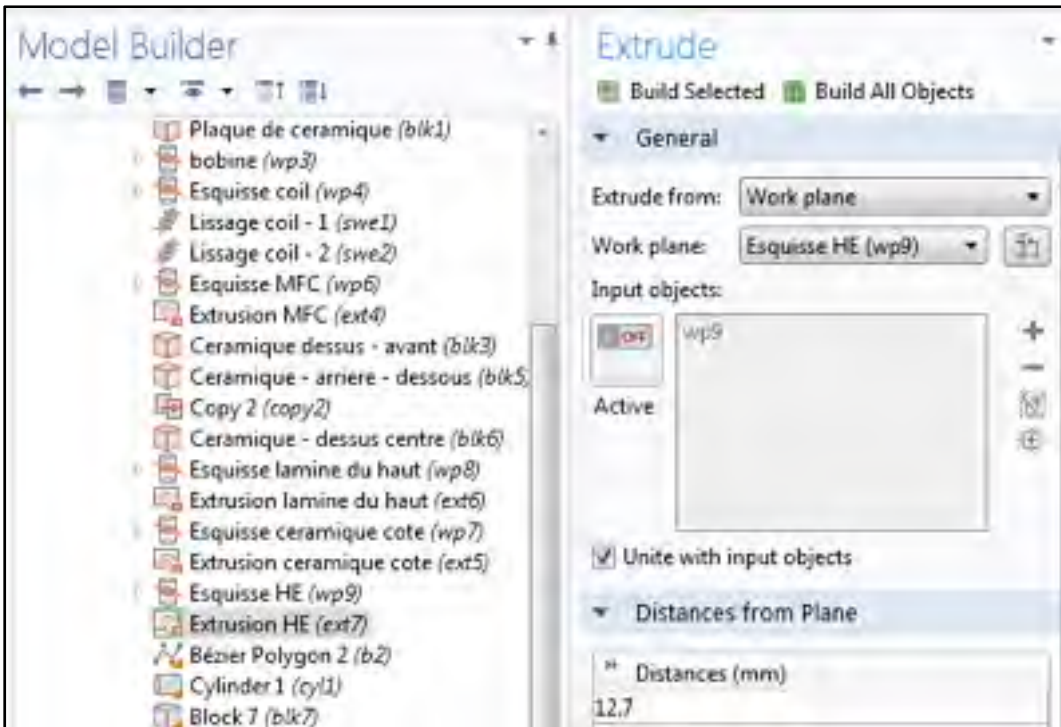 Model Builder
Plaque de ceramique (blk1)
bobine (wp3)
Esquisse coil (wp4)
Lissage coil - 1 (swe1)
Lissage coil - 2 (swe2)
Esquisse MFC (wp6)
Extrusion MFC (ext4)
Ceramique dessus - avant (blk3)
Ceramique - arriere - dessous (blk5)
Copy 2 (copy2)
Ceramique - dessus centre (blk6)
Esquisse lamine du haut (wp8)
Extrusion lamine du haut (ext6)
Esquisse ceramique cote (wp7)
Extrusion ceramique cote (ext5)
Esquisse HE (wp9)
Extrusion HE (ext7)
Bézier Polygon 2 (b2)
Cylinder 1 (cyl1)
Block 7 (blk7)
Extrude
Build Selected Build All Objects
General
Extrude from: Work plane
Work plane: Esquisse HE (wp9)
Input objects:
OFF
wp9
Active
Unite with input objects
Distances from Plane
Distances (mm)
12.7